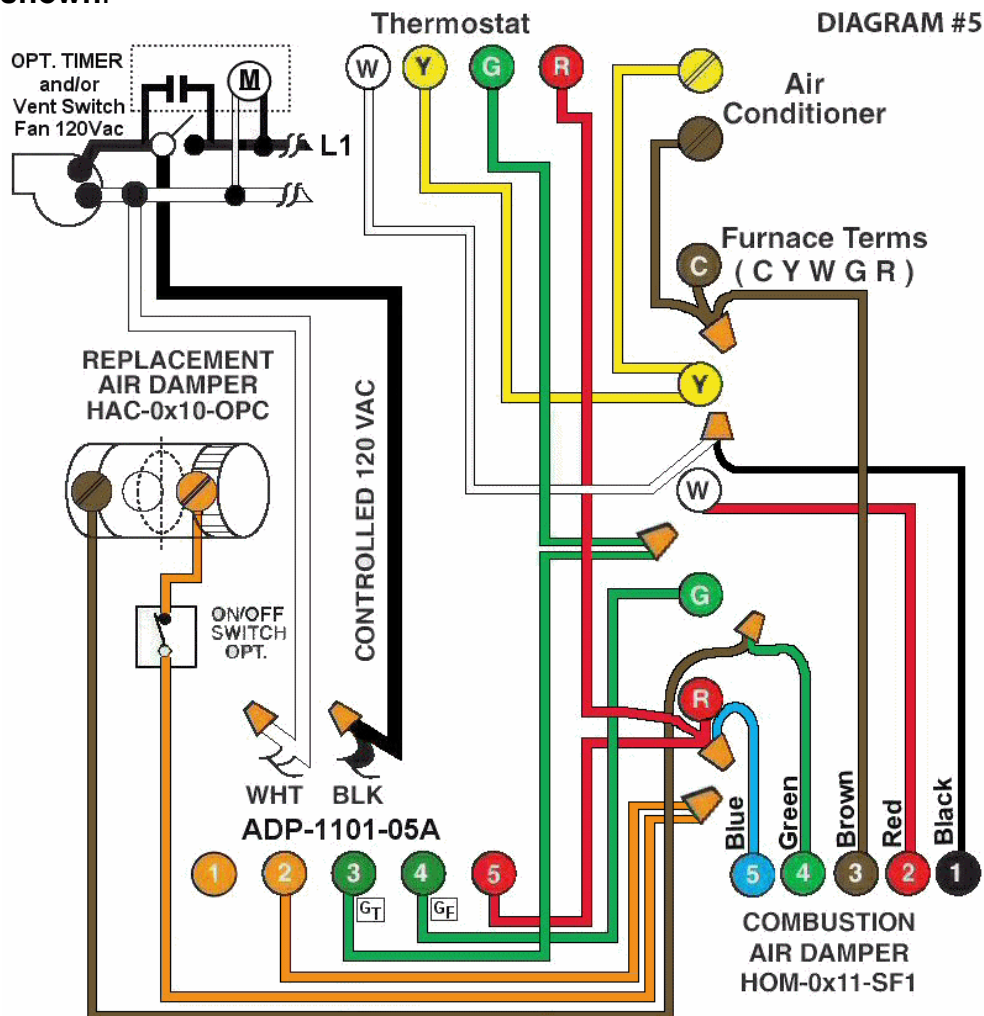 shown.
Thermostat
DIAGRAM #5
OPT. TIMER
and/or
Vent Switch
Fan 120Vac
M
L1
W
Y
G
R
Air
Conditioner
Furnace Terms
( C Y W G R )
C
Y
W
G
R
REPLACEMENT
AIR DAMPER
HAC-0x10-OPC
CONTROLLED 120 VAC
ON/OFF
SWITCH
OPT.
WHT
BLK
ADP-1101-05A
1
2
3
4
5
GT
GF
Blue
Green
Brown
Red
Black
5
4
3
2
1
COMBUSTION
AIR DAMPER
HOM-0x11-SF1